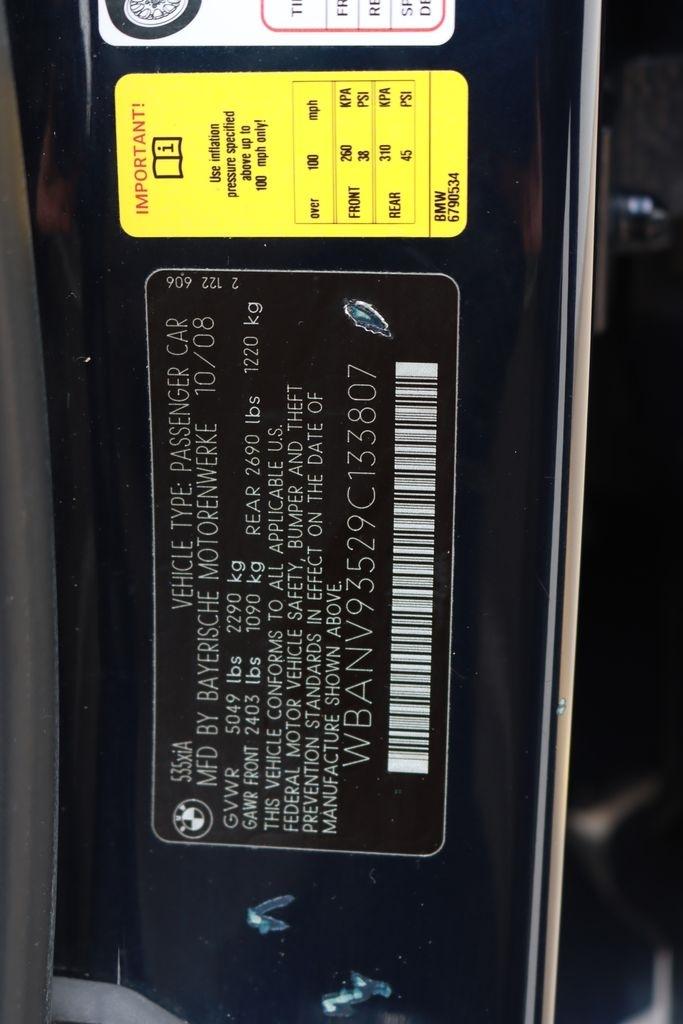 535xiA
VEHICLE TYPE: PASSENGER CAR
MFD BY BAYERISCHE MOTORENWERKE 10/08
GVWR 5049 lbs 2290 kg
GAWR FRONT 2403 lbs 1090 kg REAR 2690 lbs 1220 kg
THIS VEHICLE CONFORMS TO ALL APPLICABLE U.S.
FEDERAL MOTOR VEHICLE SAFETY, BUMPER AND THEFT
PREVENTION STANDARDS IN EFFECT ON THE DATE OF
MANUFACTURE SHOWN ABOVE.
WBANV93529C133807
2 122 606
IMPORTANT!
i
Use inflation
pressure specified
above up to
100 mph only!
over 100 mph
FRONT 260 KPA
38 PSI
REAR 310 KPA
45 PSI
BMW
6790534